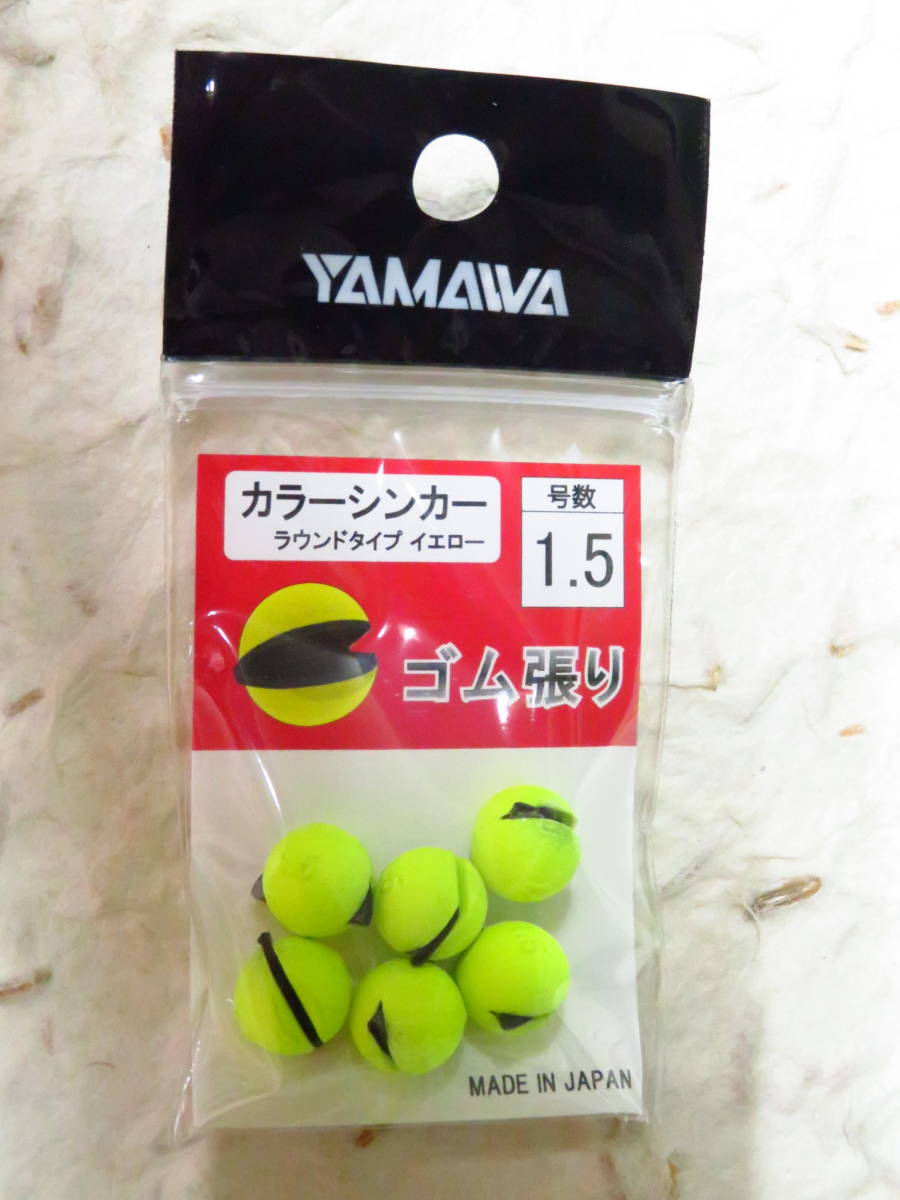 YAMAWA
カラーシンカー
ラウンドタイプ イエロー
号数
1.5
ゴム張り
MADE IN JAPAN